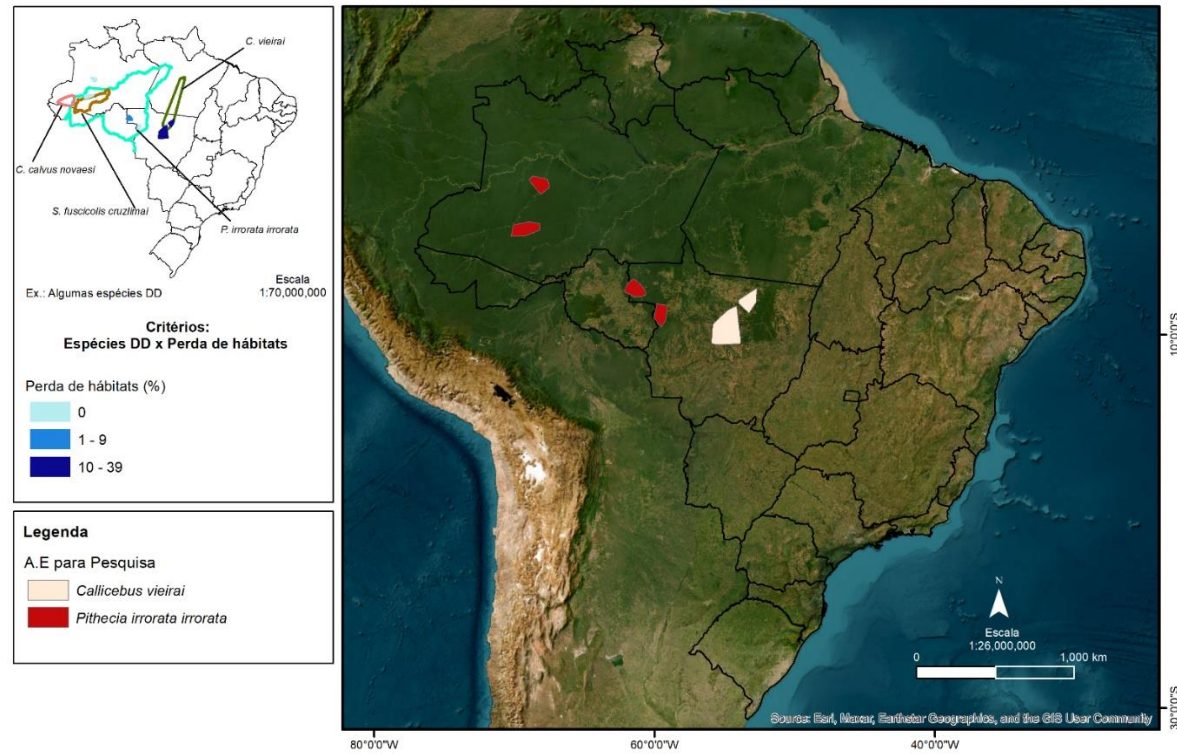 C. vieirai
C. calvus novaesi
S. fuscicolis cruzlimai
P. irrorata irrorata
Ex.: Algumas espécies DD
Escala
1:70,000,000
Critérios:
Espécies DD x Perda de hábitats
Perda de hábitats (%)
0
1 - 9
10 - 39
Legenda
A.E para Pesquisa
Callicebus vieirai
Pithecia irrorata irrorata
N
Escala
1:26,000,000
0 1,000 km
Source: Esri, Maxar, Earthstar Geographics, and the GIS User Community
10°0'0"S
30°0'0"S
80°0'0"W 60°0'0"W 40°0'0"W